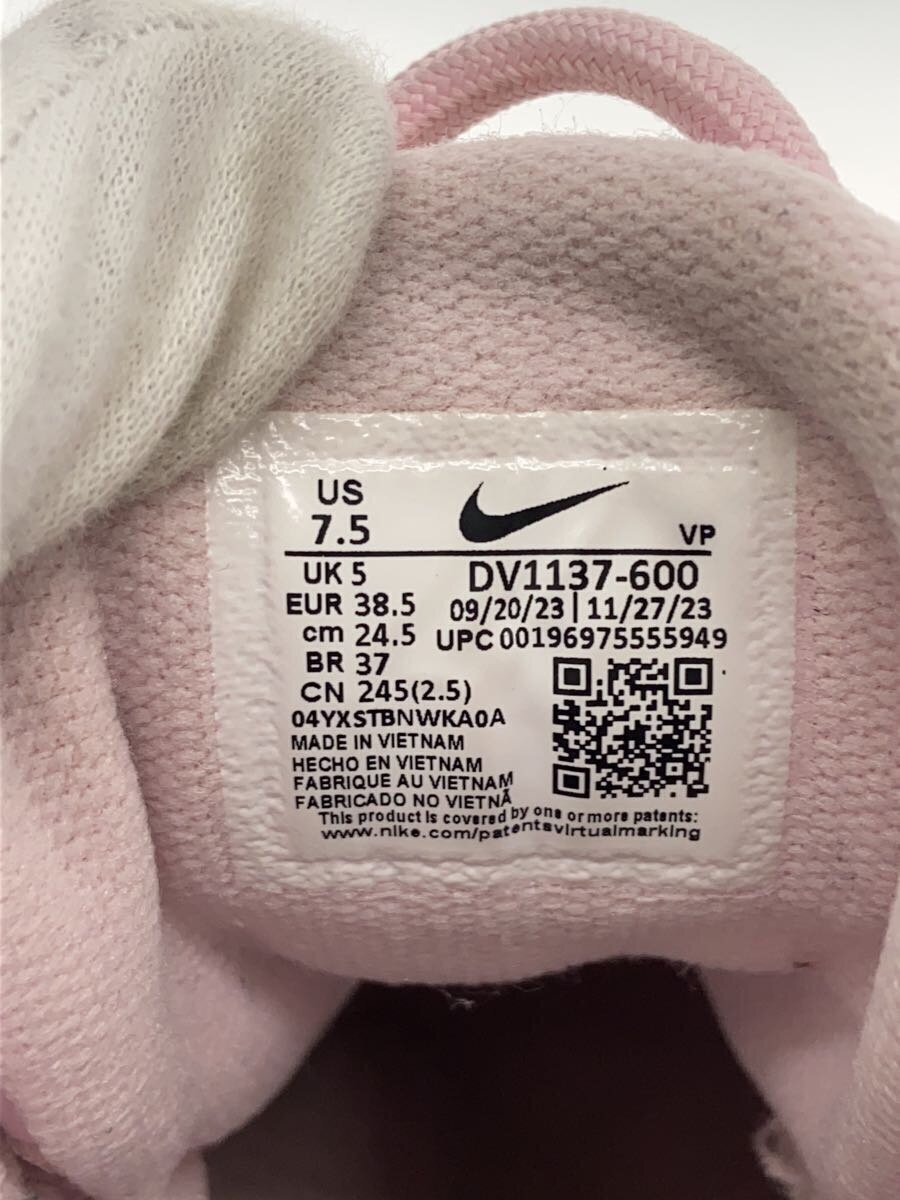 US
7.5
VP
UK 5
DV1137-600
EUR 38.5
09/20/23 | 11/27/23
cm 24.5
UPC 00196975555949
BR 37
CN 245(2.5)
04YXSTBNWKA0A
MADE IN VIETNAM
HECHO EN VIETNAM
FABRIQUE AU VIETNAM
FABRICADO NO VIETNÃ
This product is covered by one or more patents:
www.nike.com/patentsvirtualmarking